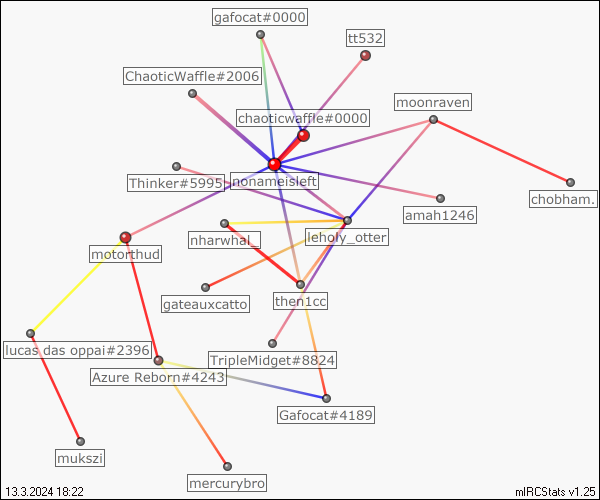 gafocat#0000
tt532
ChaoticWaffle#2006
moonraven
chaoticwaffle#0000
nonameisleft
Thinker#5995
chobham.
amah1246
nharwhal_
leholy_otter
motorthud
gateauxcatto
then1cc
lucas das oppai#2396
TripleMidget#8824
Azure Reborn#4243
Gafocat#4189
mukszi
mercurybro
13.3.2024 18:22
mIRCStats v1.25